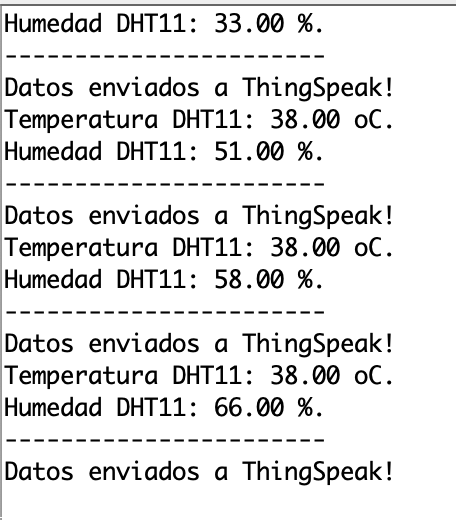 Humedad DHT11: 33.00 %.
-----------------------
Datos enviados a ThingSpeak!
Temperatura DHT11: 38.00 oC.
Humedad DHT11: 51.00 %.
-----------------------
Datos enviados a ThingSpeak!
Temperatura DHT11: 38.00 oC.
Humedad DHT11: 58.00 %.
-----------------------
Datos enviados a ThingSpeak!
Temperatura DHT11: 38.00 oC.
Humedad DHT11: 66.00 %.
-----------------------
Datos enviados a ThingSpeak!